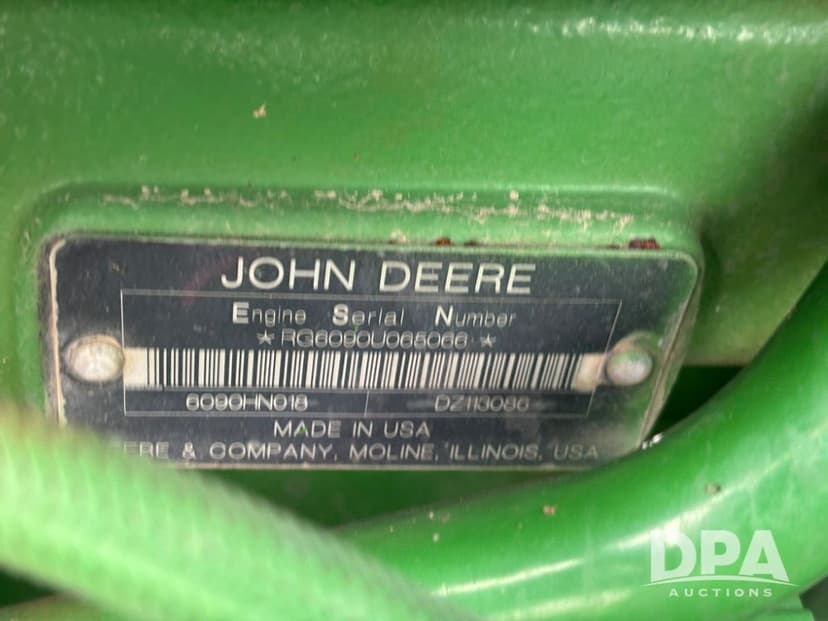 JOHN DEERE
Engine Serial Number
*RG6090U065066*
6090HN018 DZ113086
MADE IN USA
ERE & COMPANY, MOLINE, ILLINOIS, USA
DPA
AUCTIONS